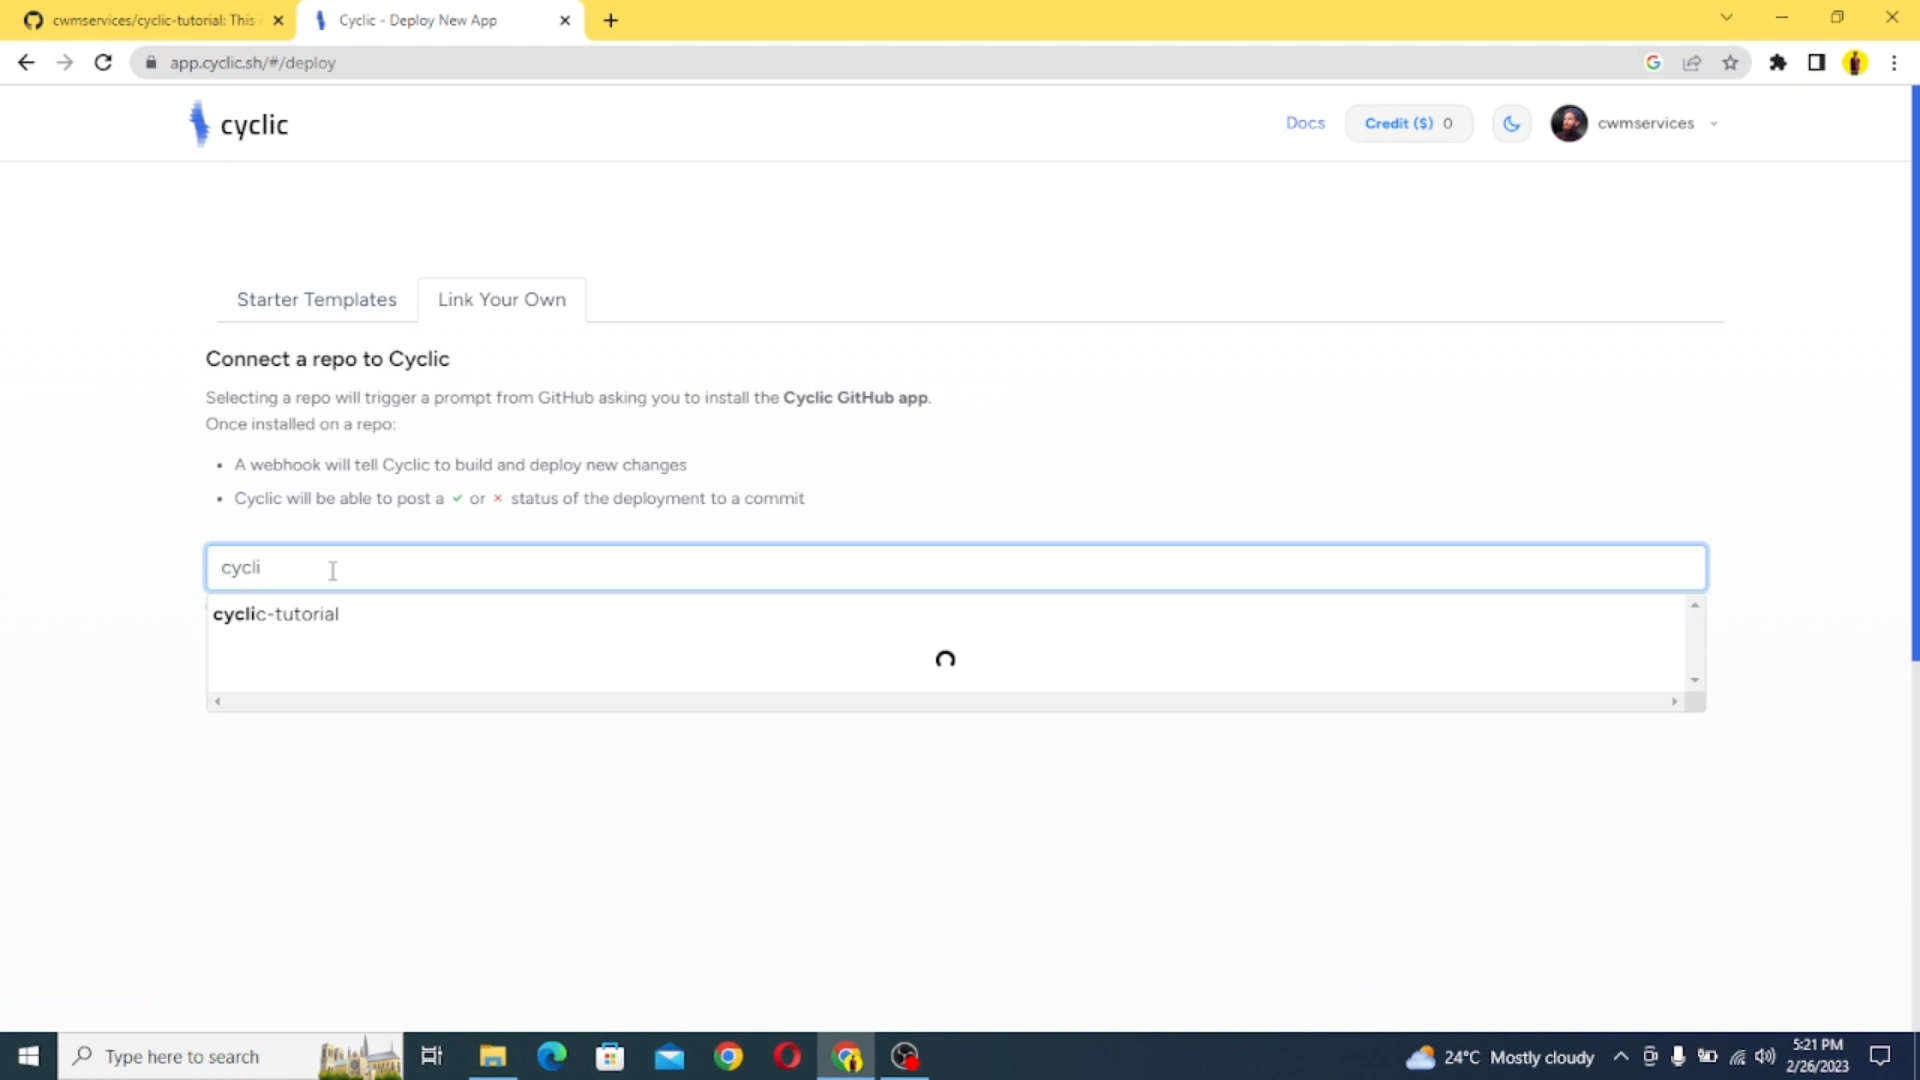 cwmservices/cyclic-tutorial: This
Cyclic - Deploy New App
app.cyclic.sh/#/deploy
cyclic
Docs
Credit ($) 0
cwmservices
Starter Templates
Link Your Own
Connect a repo to Cyclic
Selecting a repo will trigger a prompt from GitHub asking you to install the Cyclic GitHub app.
Once installed on a repo:
• A webhook will tell Cyclic to build and deploy new changes
• Cyclic will be able to post a ✓ or × status of the deployment to a commit
cycli
cyclic-tutorial
Type here to search
24°C Mostly cloudy
5:21 PM
2/26/2023